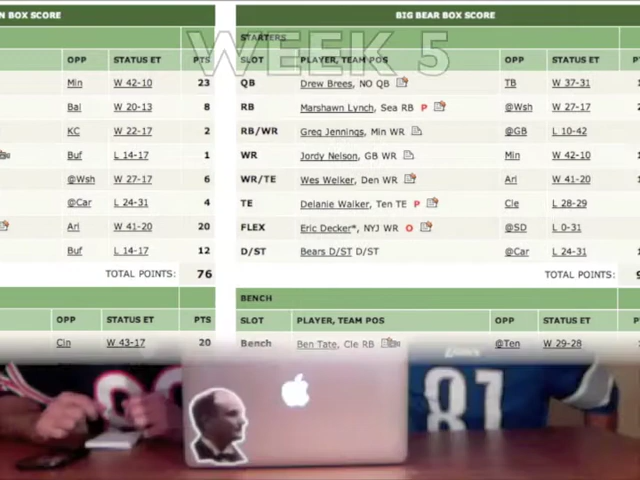 N BOX SCORE
OPP STATUS ET PTS
Min W 42-10 23
Bal W 20-13 8
KC W 22-17 2
Buf L 14-17 1
@Wsh W 27-17 6
@Car L 24-31 4
Ari W 41-20 20
Buf L 14-17 12
TOTAL POINTS: 76
OPP STATUS ET PTS
Cin W 43-17 20
WEEK 5
BIG BEAR BOX SCORE
STARTERS
SLOT PLAYER, TEAM POS OPP STATUS ET
QB Drew Brees, NO QB TB W 37-31
RB Marshawn Lynch, Sea RB P @Wsh W 27-17
RB/WR Greg Jennings, Min WR @GB L 10-42
WR Jordy Nelson, GB WR Min W 42-10
WR/TE Wes Welker, Den WR Ari W 41-20
TE Delanie Walker, Ten TE P Cle L 28-29
FLEX Eric Decker*, NYJ WR O @SD L 0-31
D/ST Bears D/ST D/ST @Car L 24-31
TOTAL POINTS:
BENCH
SLOT PLAYER, TEAM POS OPP STATUS ET
Bench Ben Tate, Cle RB @Ten W 29-28
81